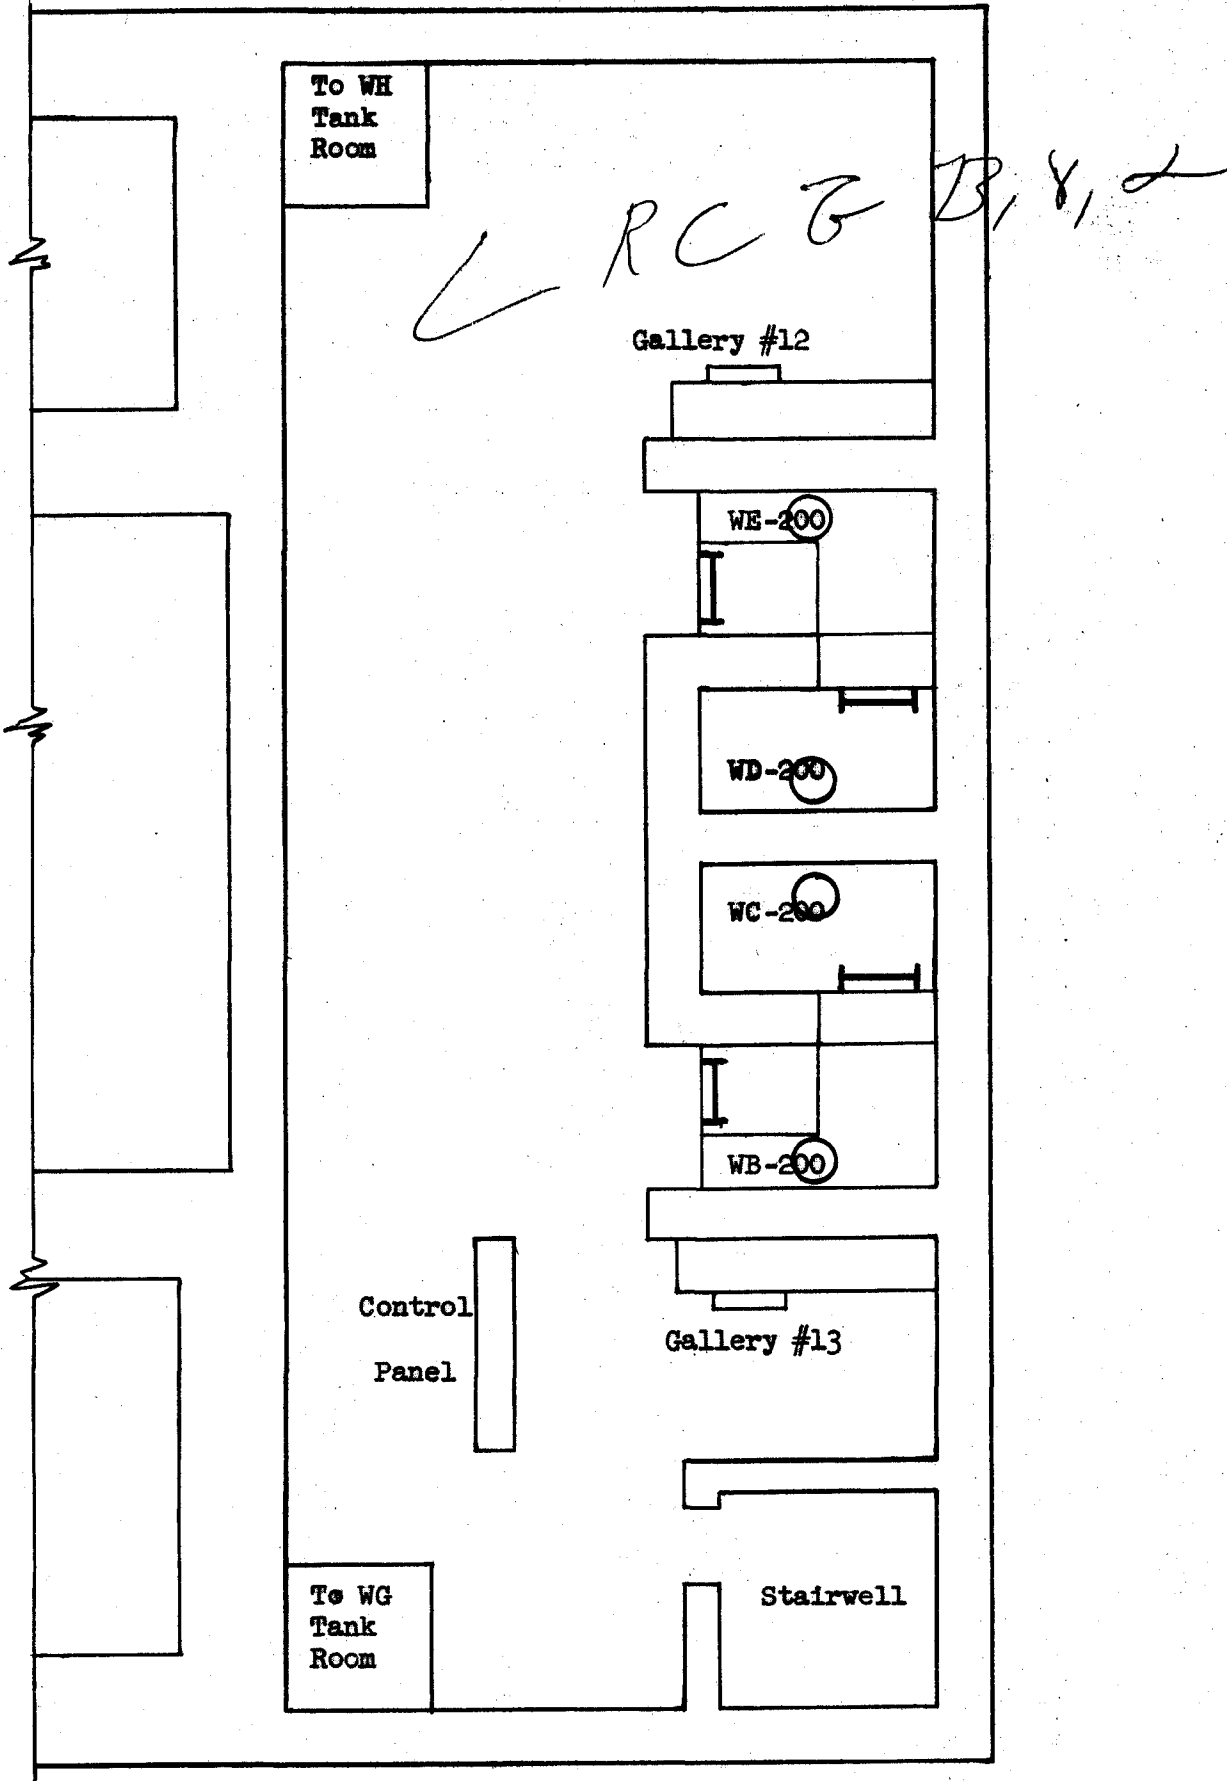 To WH
Tank
Room
RC
B, γ, α
Gallery #12
WE-200
WD-200
WC-200
WB-200
Control
Panel
Gallery #13
To WG
Tank
Room
Stairwell